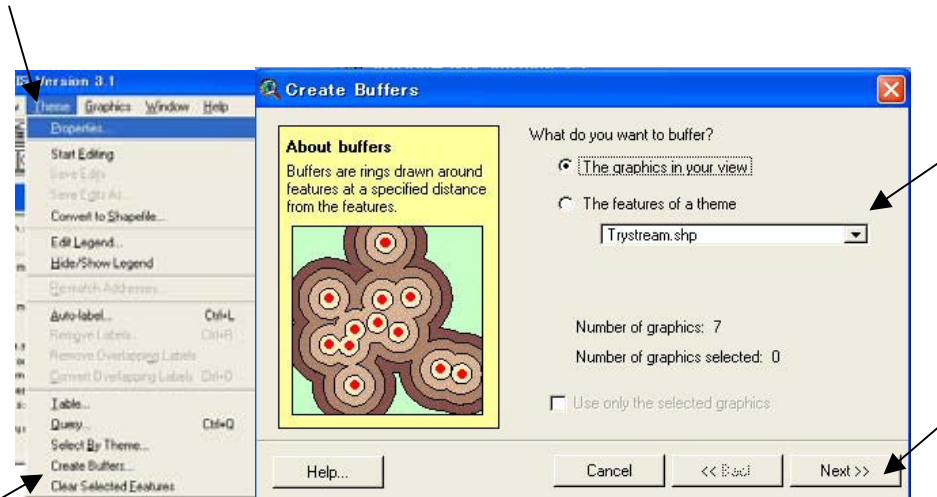 Version 3.1
Theme Graphics Window Help
Properties...
Start Editing
Save Edits
Save Edits As...
Convert to Shapefile...
Edit Legend...
Hide/Show Legend
Rematch Addresses...
Auto-label... Ctrl+L
Remove Labels Ctrl+R
Remove Overlapping Labels
Convert Overlapping Labels Ctrl+O
Table...
Query... Ctrl+Q
Select By Theme...
Create Buffers...
Clear Selected Features
Create Buffers
About buffers
Buffers are rings drawn around
features at a specified distance
from the features.
What do you want to buffer?
The graphics in your view
The features of a theme
Trystream.shp
Number of graphics: 7
Number of graphics selected: 0
Use only the selected graphics
Help...
Cancel
<< Back
Next >>